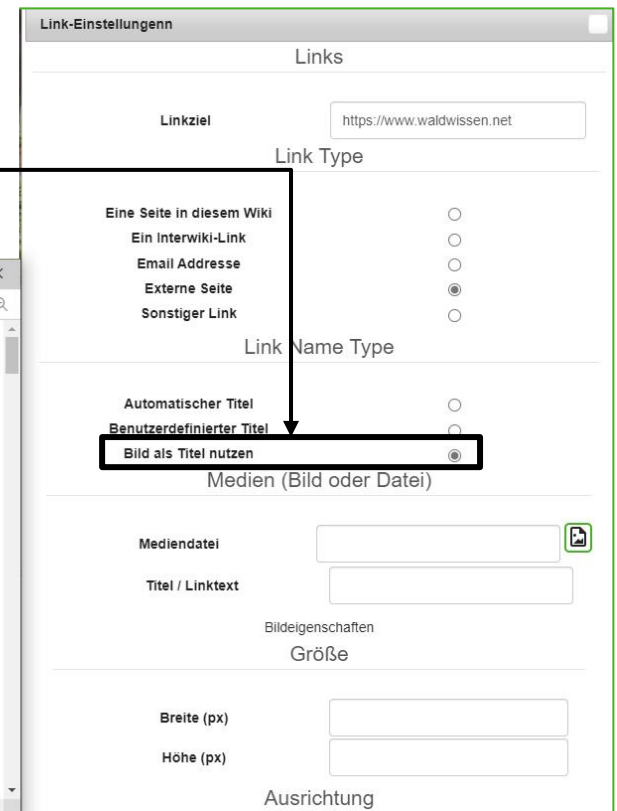 Link-Einstellungenn
Links
Linkziel https://www.waldwissen.net
Link Type
Eine Seite in diesem Wiki
Ein Interwiki-Link
Email Addresse
Externe Seite
Sonstiger Link
Link Name Type
Automatischer Titel
Benutzerdefinierter Titel
Bild als Titel nutzen
Medien (Bild oder Datei)
Mediendatei
Titel / Linktext
Bildeigenschaften
Größe
Breite (px)
Höhe (px)
Ausrichtung